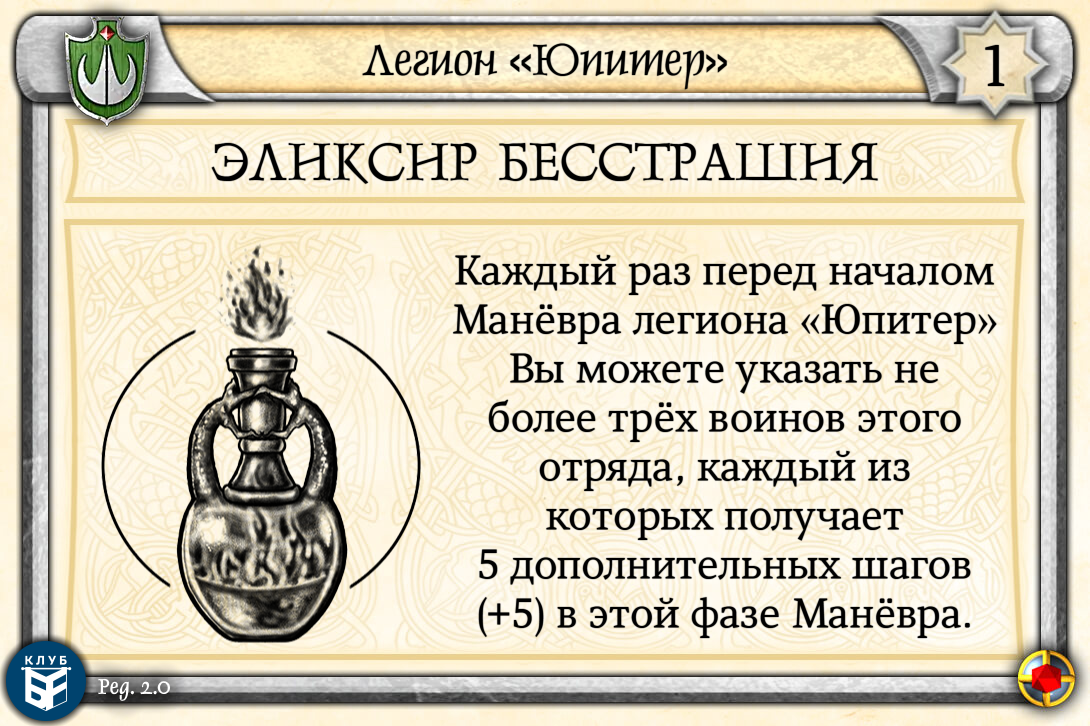 Легион «Юпитер»
1
ЭЛИКСИР БЕССТРАШИЯ
Каждый раз перед началом
Манёвра легиона «Юпитер»
Вы можете указать не
более трёх воинов этого
отряда, каждый из
которых получает
5 дополнительных шагов
(+5) в этой фазе Манёвра.
КЛУБ
Ред. 2.0